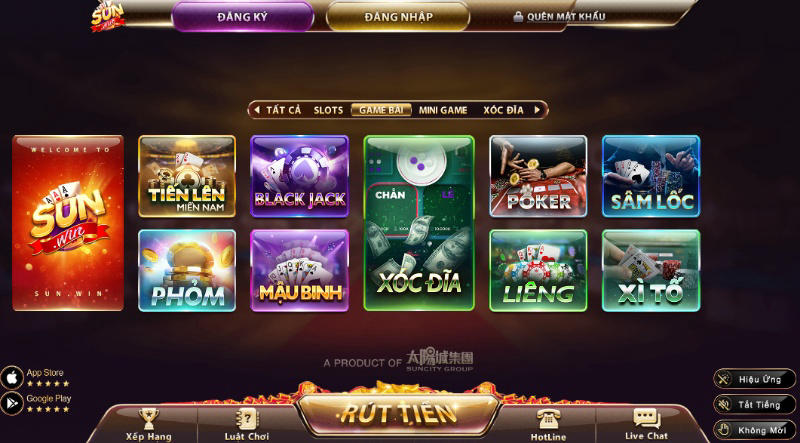 SUN
.win
ĐĂNG KÝ
ĐĂNG NHẬP
QUÊN MẬT KHẨU
TẤT CẢ
SLOTS
GAME BÀI
MINI GAME
XÓC ĐĨA
WELCOME TO
SUN
.win
SUN.WIN
TIẾN LÊN
MIỀN NAM
BLACK JACK
CHẴN
LẺ
XÓC ĐĨA
POKER
SÂM LỐC
PHỎM
MẬU BINH
LIÊNG
XÌ TỐ
A PRODUCT OF
太陽城集團
SUNCITY GROUP
App Store
Google Play
Xếp Hạng
Luật Chơi
RÚT TIỀN
HotLine
Live Chat
Hiệu Ứng
Tắt Tiếng
Không Mời